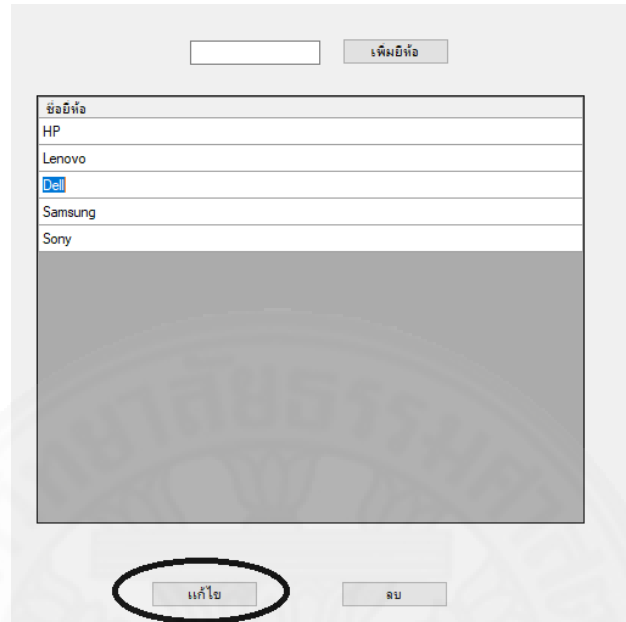 เพิ่มยี่ห้อ
ชื่อยี่ห้อ
HP
Lenovo
Dell
Samsung
Sony
แก้ไข
ลบ